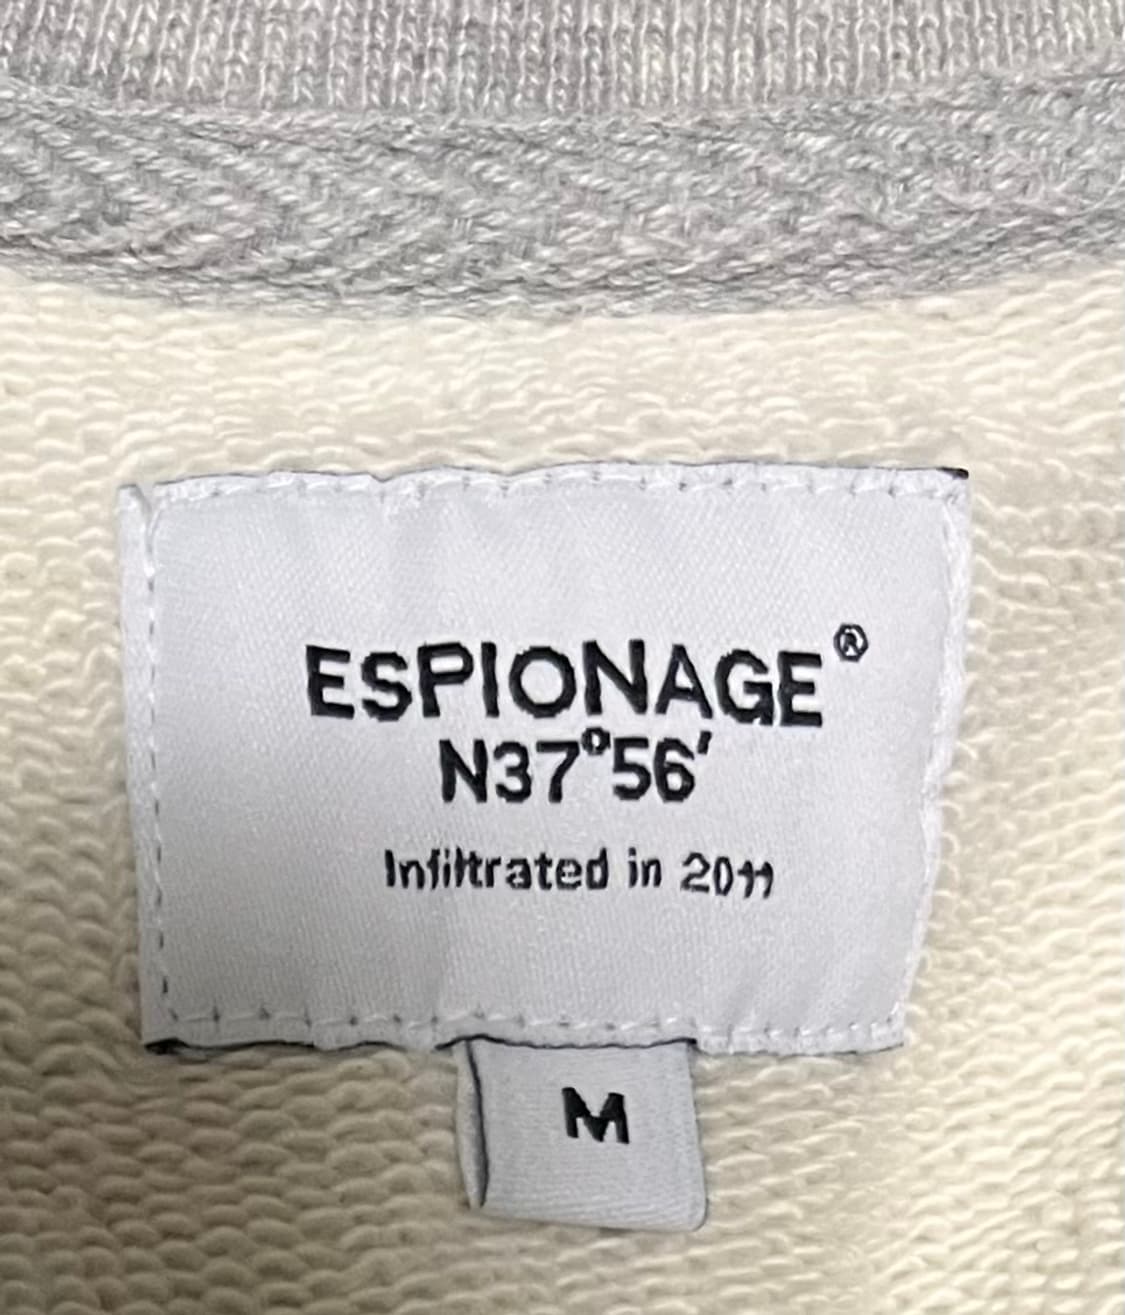 ESPIONAGE®
N37°56'
Infiltrated in 2011
M